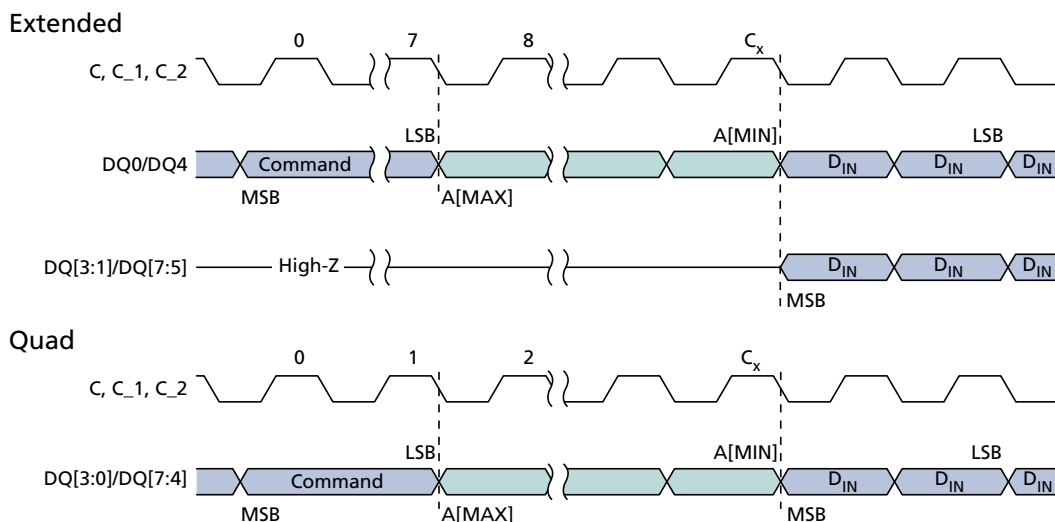 Extended
0 7 8 Cx
C, C_1, C_2
LSB A[MIN] LSB
DQ0/DQ4 Command DIN DIN DIN
MSB A[MAX]
DQ[3:1]/DQ[7:5] High-Z DIN DIN DIN
MSB
Quad
0 1 2 Cx
C, C_1, C_2
LSB A[MIN] LSB
DQ[3:0]/DQ[7:4] Command DIN DIN DIN
MSB A[MAX] MSB